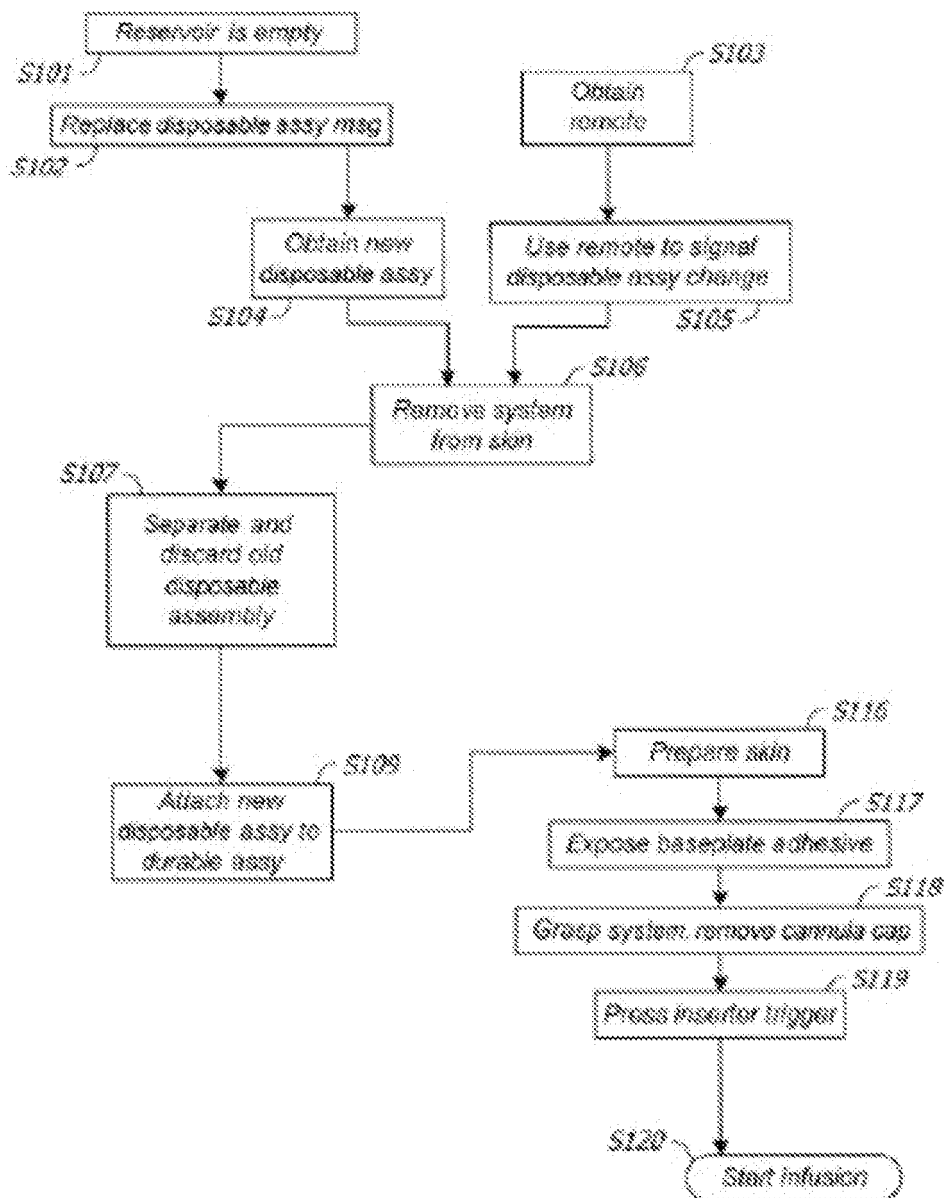 Reservoir is empty
S101
S103
Obtain
remote
Replace disposable assy msg
S102
Obtain new
disposable assy
S104
Use remote to signal
disposable assy change
S105
S106
Remove system
from skin
S107
Separate and
discard old
disposable
assembly
S109
Attach new
disposable assy to
durable assy
S116
Prepare skin
S117
Expose baseplate adhesive
S118
Grasp system, remove cannula cap
S119
Press insertor trigger
S120
Start infusion